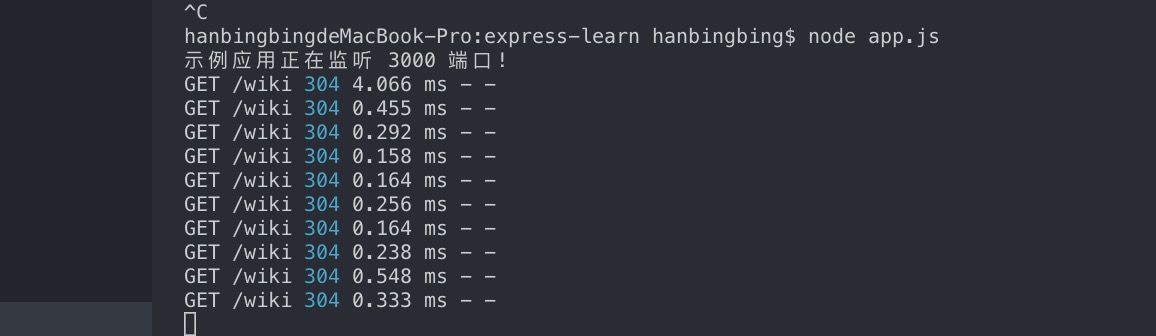 ^C
hanbingbingdeMacBook-Pro:express-learn hanbingbing$ node app.js
示例应用正在监听 3000 端口!
GET /wiki 304 4.066 ms - -
GET /wiki 304 0.455 ms - -
GET /wiki 304 0.292 ms - -
GET /wiki 304 0.158 ms - -
GET /wiki 304 0.164 ms - -
GET /wiki 304 0.256 ms - -
GET /wiki 304 0.164 ms - -
GET /wiki 304 0.238 ms - -
GET /wiki 304 0.548 ms - -
GET /wiki 304 0.333 ms - -